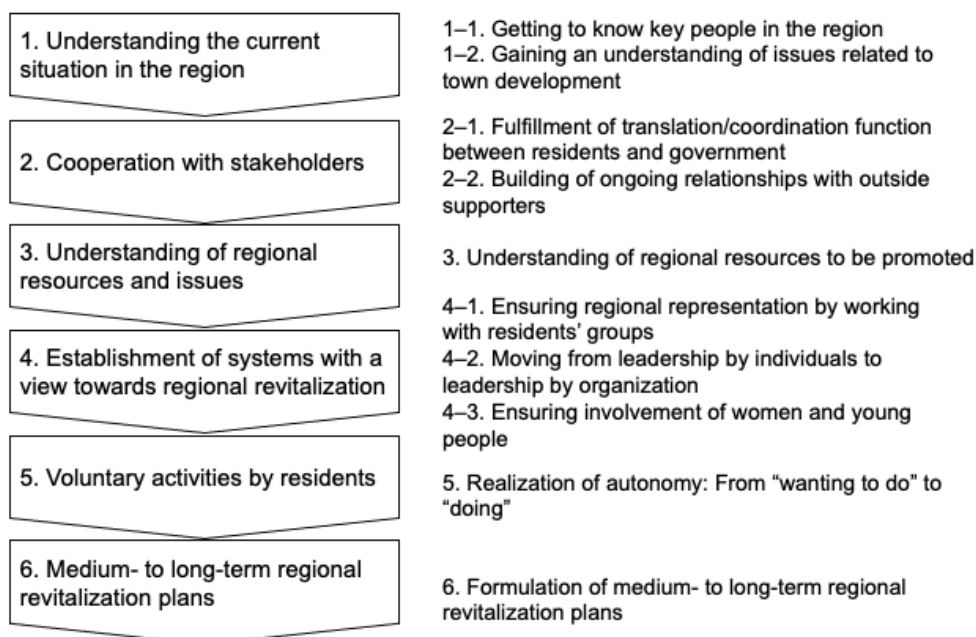 1. Understanding the current
situation in the region
1–1. Getting to know key people in the region
1–2. Gaining an understanding of issues related to
town development
2. Cooperation with stakeholders
2–1. Fulfillment of translation/coordination function
between residents and government
2–2. Building of ongoing relationships with outside
supporters
3. Understanding of regional
resources and issues
3. Understanding of regional resources to be promoted
4. Establishment of systems with a
view towards regional revitalization
4–1. Ensuring regional representation by working
with residents’ groups
4–2. Moving from leadership by individuals to
leadership by organization
4–3. Ensuring involvement of women and young
people
5. Voluntary activities by residents
5. Realization of autonomy: From “wanting to do” to
“doing”
6. Medium- to long-term regional
revitalization plans
6. Formulation of medium- to long-term regional
revitalization plans